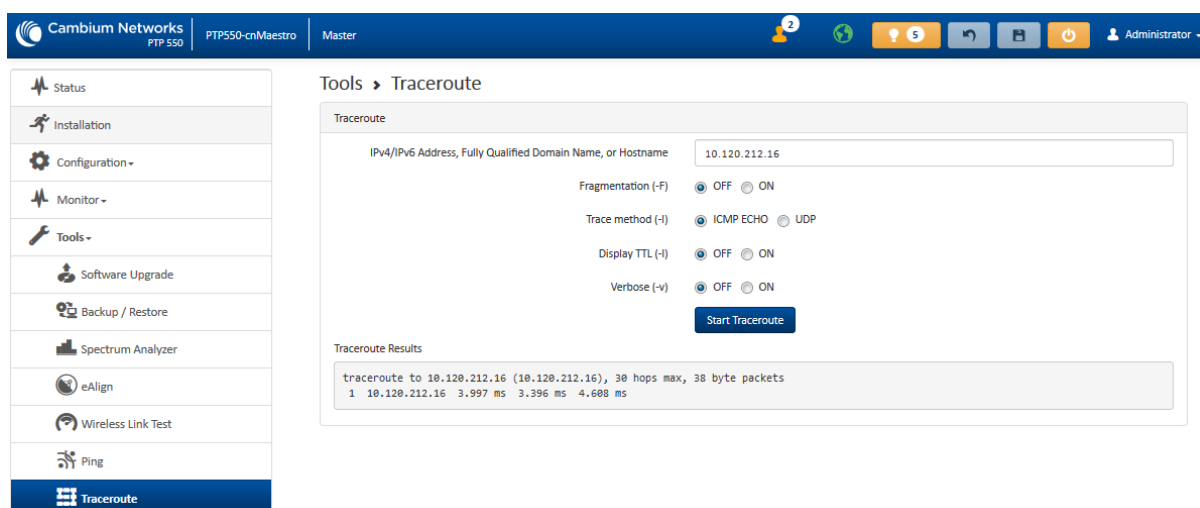 Cambium Networks
PTP 550
PTP550-cnMaestro
Master
2
5
Administrator
Status
Installation
Configuration
Monitor
Tools
Software Upgrade
Backup / Restore
Spectrum Analyzer
eAlign
Wireless Link Test
Ping
Traceroute
Tools > Traceroute
Traceroute
IPv4/IPv6 Address, Fully Qualified Domain Name, or Hostname 10.120.212.16
Fragmentation (-F) OFF ON
Trace method (-I) ICMP ECHO UDP
Display TTL (-l) OFF ON
Verbose (-v) OFF ON
Start Traceroute
Traceroute Results
traceroute to 10.120.212.16 (10.120.212.16), 30 hops max, 38 byte packets
1 10.120.212.16 3.997 ms 3.396 ms 4.608 ms